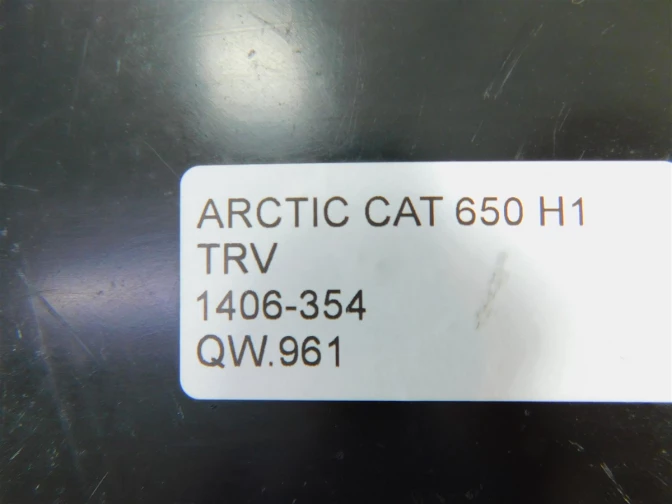 ARCTIC CAT 650 H1
TRV
1406-354
QW.961